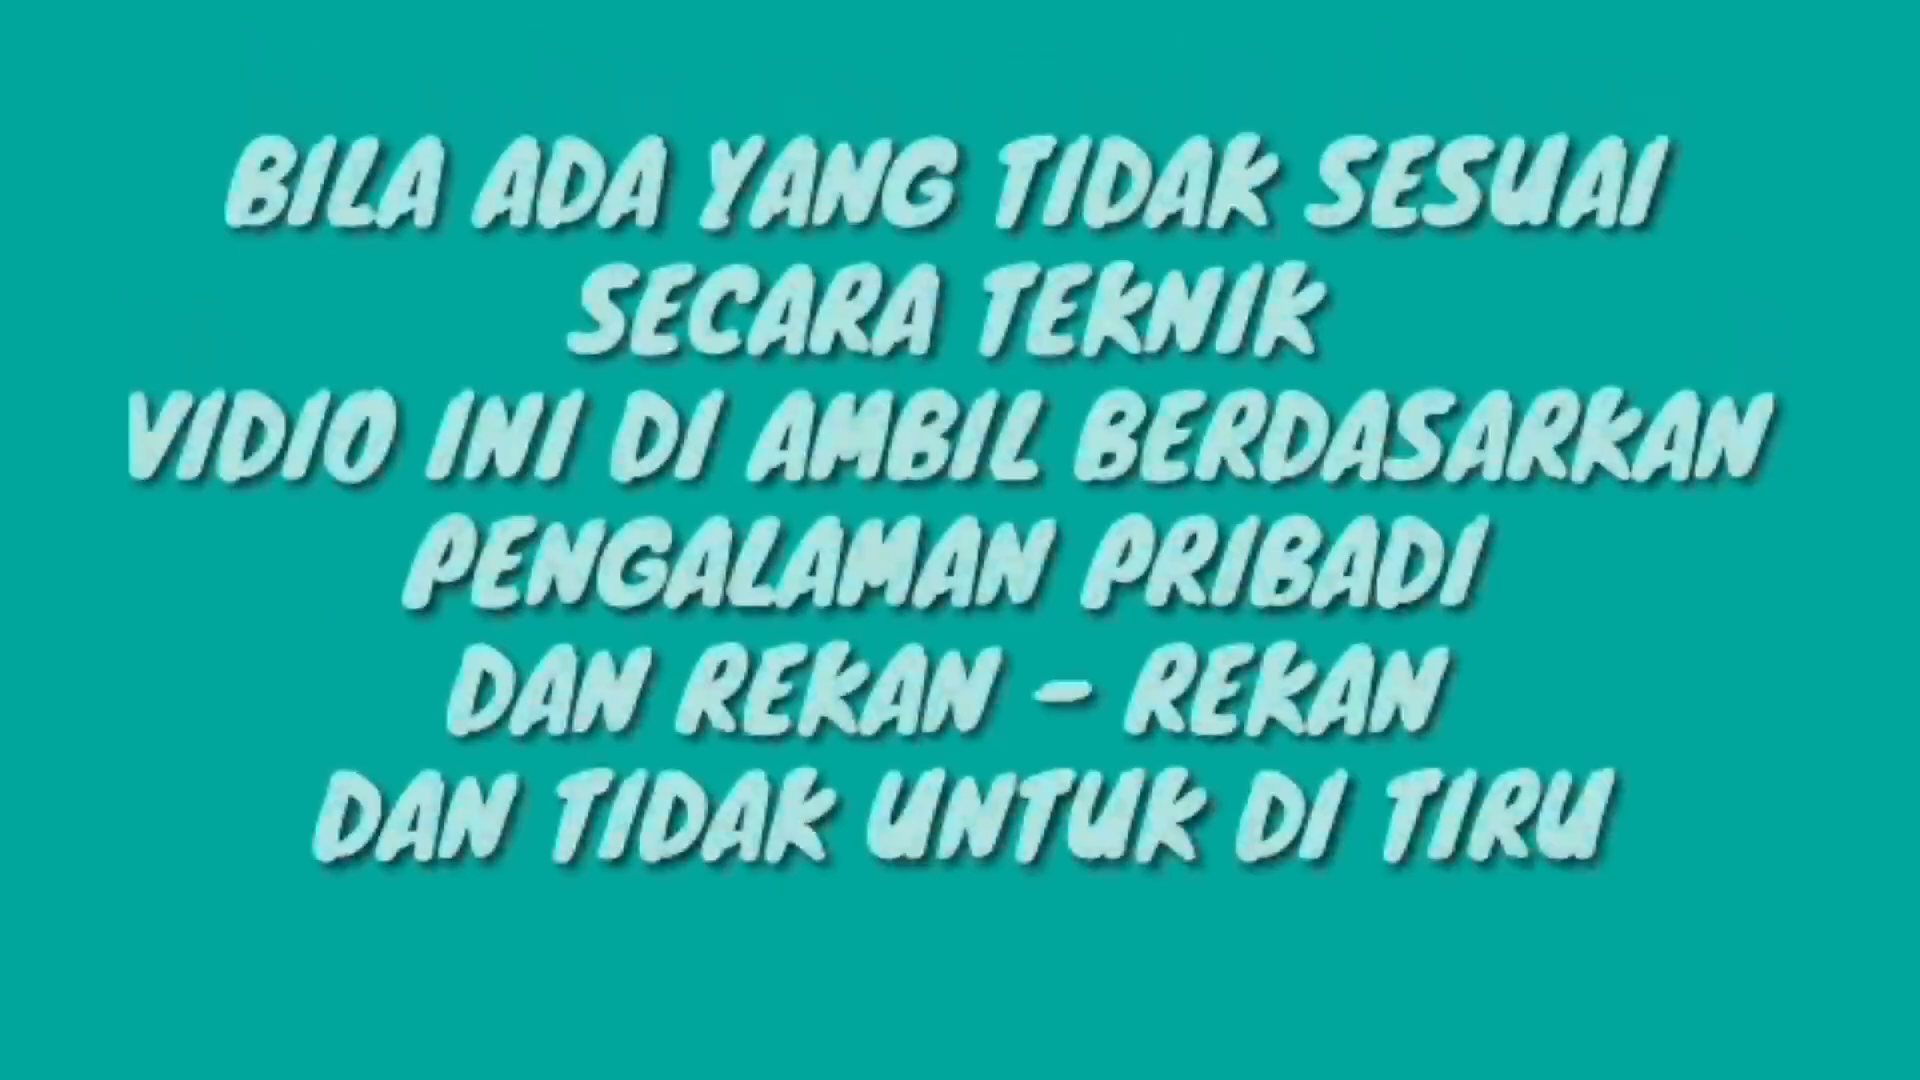 BILA ADA YANG TIDAK SESUAI
SECARA TEKNIK
VIDIO INI DI AMBIL BERDASARKAN
PENGALAMAN PRIBADI
DAN REKAN - REKAN
DAN TIDAK UNTUK DI TIRU